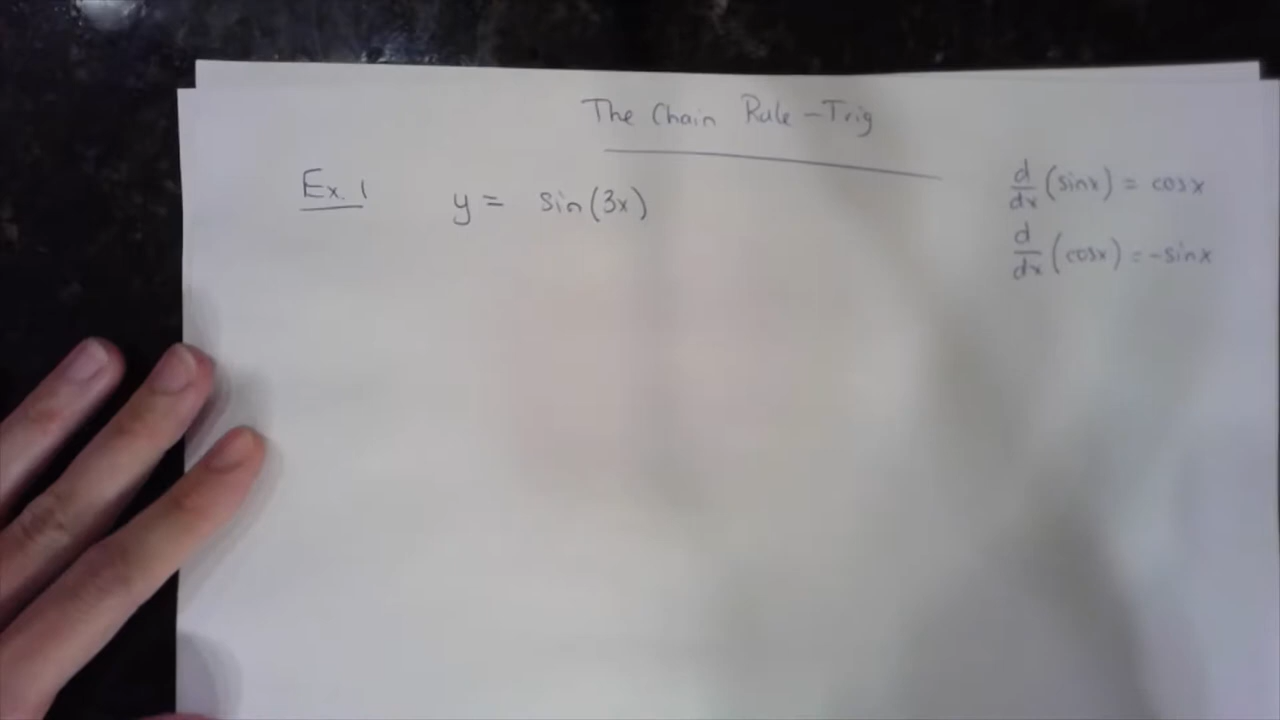 The Chain Rule - Trig
Ex. 1 y = sin(3x)
d/dx (sinx) = cosx
d/dx (cosx) = -sinx